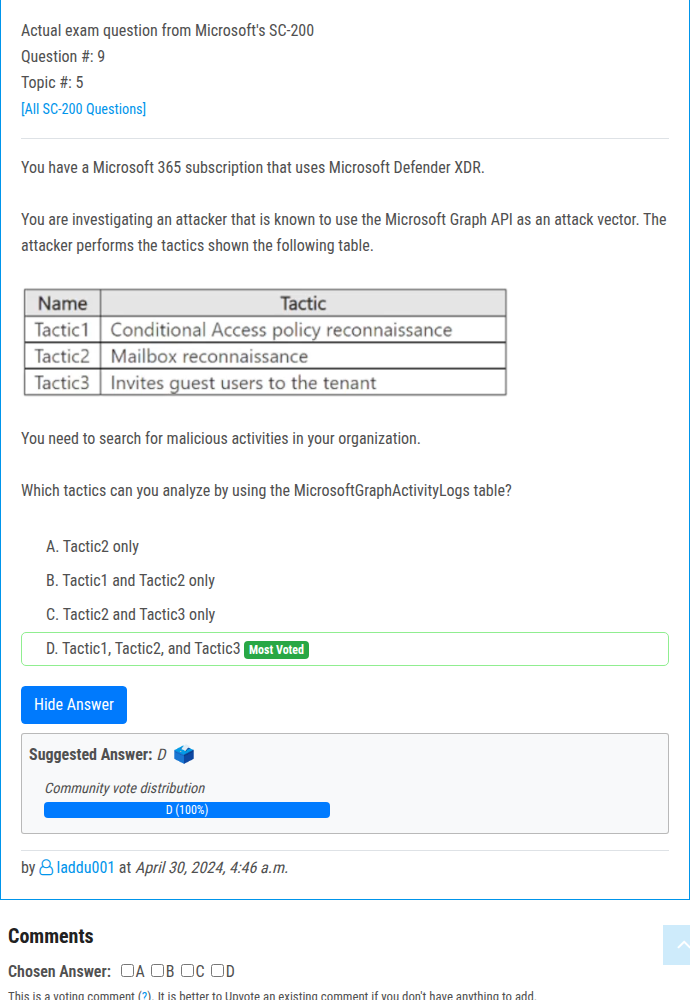 Actual exam question from Microsoft's SC-200
Question #: 9
Topic #: 5
[All SC-200 Questions]
You have a Microsoft 365 subscription that uses Microsoft Defender XDR.
You are investigating an attacker that is known to use the Microsoft Graph API as an attack vector. The
attacker performs the tactics shown the following table.
Name Tactic
Tactic1 Conditional Access policy reconnaissance
Tactic2 Mailbox reconnaissance
Tactic3 Invites guest users to the tenant
You need to search for malicious activities in your organization.
Which tactics can you analyze by using the MicrosoftGraphActivityLogs table?
A. Tactic2 only
B. Tactic1 and Tactic2 only
C. Tactic2 and Tactic3 only
D. Tactic1, Tactic2, and Tactic3 Most Voted
Hide Answer
Suggested Answer: D
Community vote distribution
D (100%)
by laddu001 at April 30, 2024, 4:46 a.m.
Comments
Chosen Answer: A B C D
This is a voting comment (?). It is better to Upvote an existing comment if you don't have anything to add.